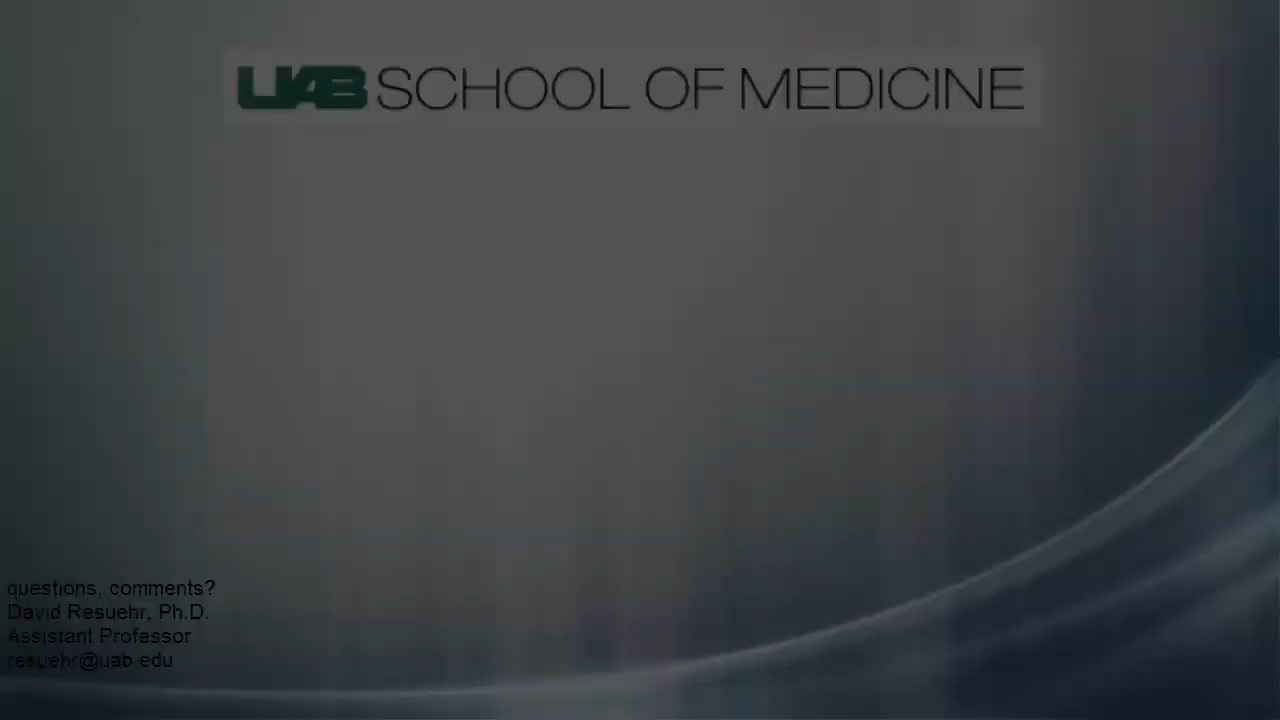 UAB SCHOOL OF MEDICINE
questions, comments?
David Resuehr, Ph.D.
Assistant Professor
resuehr@uab.edu